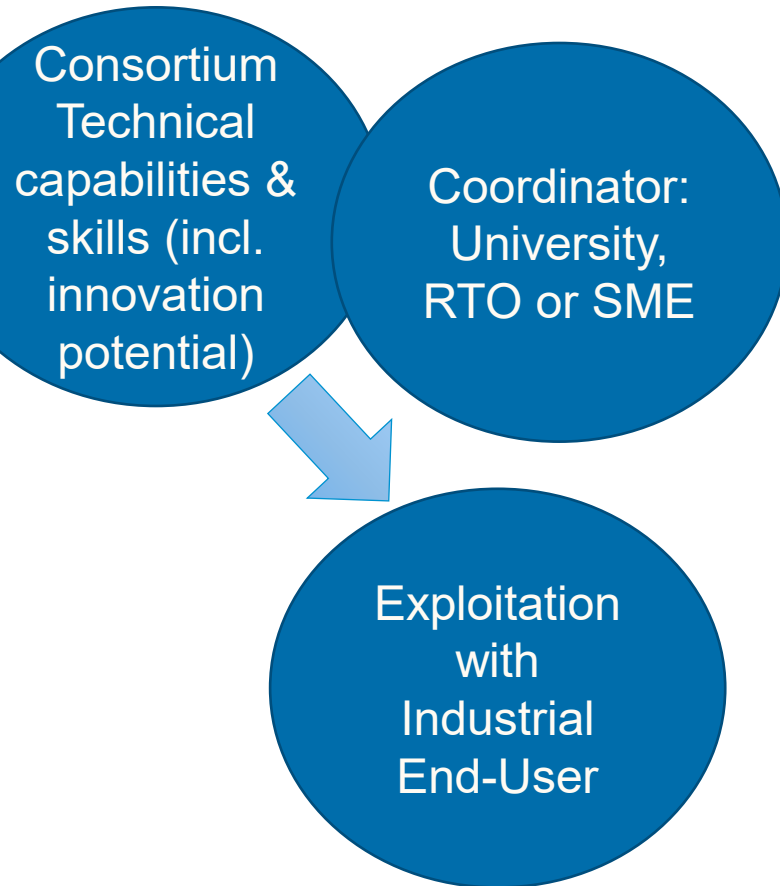 Consortium
Technical
capabilities &
skills (incl.
innovation
potential)
Coordinator:
University,
RTO or SME
Exploitation
with
Industrial
End-User